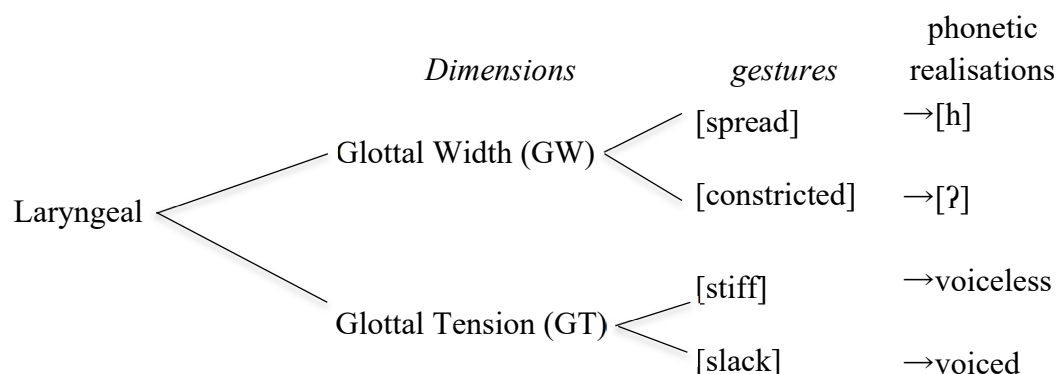 phonetic
Dimensions gestures realisations
[spread] →[h]
Glottal Width (GW)
[constricted] →[ʔ]
Laryngeal
[stiff] →voiceless
Glottal Tension (GT)
[slack] →voiced